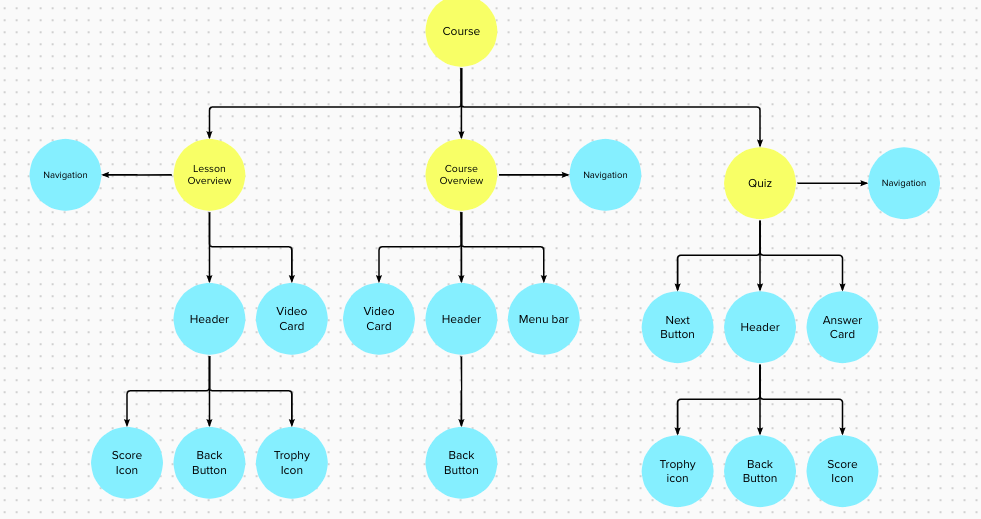 Course
Navigation
Lesson
Overview
Course
Overview
Navigation
Quiz
Navigation
Header
Video
Card
Video
Card
Header
Menu bar
Next
Button
Header
Answer
Card
Score
Icon
Back
Button
Trophy
Icon
Back
Button
Trophy
icon
Back
Button
Score
Icon